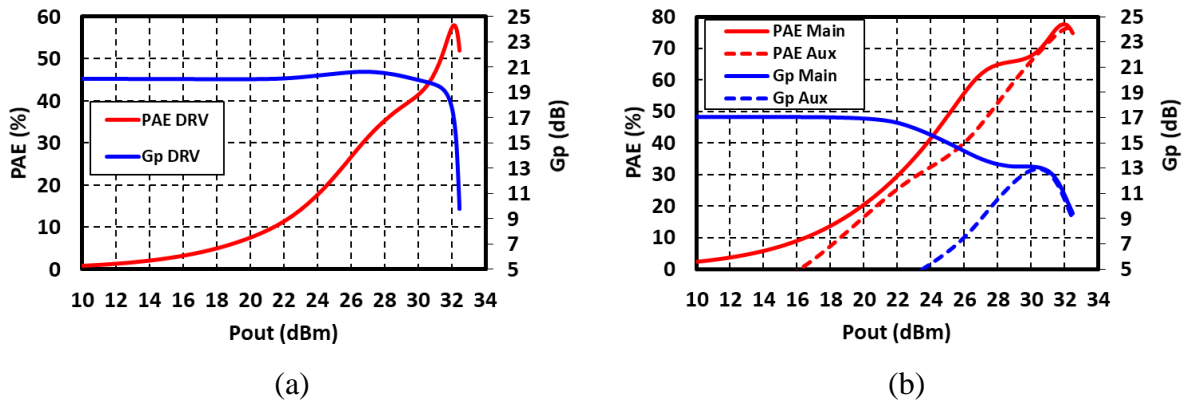 60
50
40
30
20
10
0
PAE (%)
25
23
21
19
17
15
13
11
9
7
5
Gp (dB)
PAE DRV
Gp DRV
10 12 14 16 18 20 22 24 26 28 30 32 34
Pout (dBm)
(a)
80
70
60
50
40
30
20
10
0
PAE (%)
25
23
21
19
17
15
13
11
9
7
5
Gp (dB)
PAE Main
PAE Aux
Gp Main
Gp Aux
10 12 14 16 18 20 22 24 26 28 30 32 34
Pout (dBm)
(b)